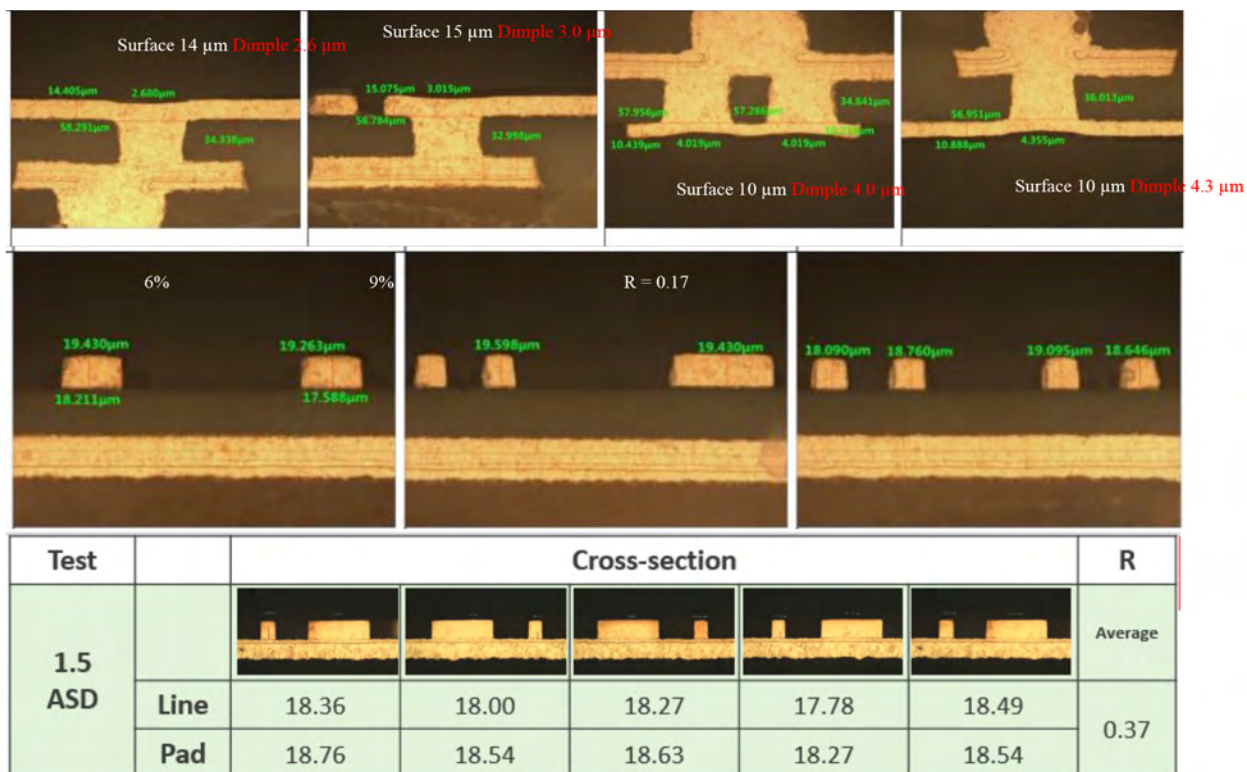 Surface 14 µm Dimple 2.6 µm
14.405µm 2.680µm
58.291µm
34.338µm
Surface 15 µm Dimple 3.0 µm
15.075µm 3.015µm
56.784µm
32.998µm
57.956µm 57.286µm 34.841µm
10.439µm 4.019µm 4.019µm
Surface 10 µm Dimple 4.0 µm
36.013µm
56.951µm
10.888µm 4.355µm
Surface 10 µm Dimple 4.3 µm
6% 9%
19.430µm 19.263µm
18.211µm 17.588µm
R = 0.17
19.598µm 19.430µm
18.090µm 18.760µm 19.095µm 18.646µm
Test Cross-section R
1.5 ASD Average
Line 18.36 18.00 18.27 17.78 18.49 0.37
Pad 18.76 18.54 18.63 18.27 18.54